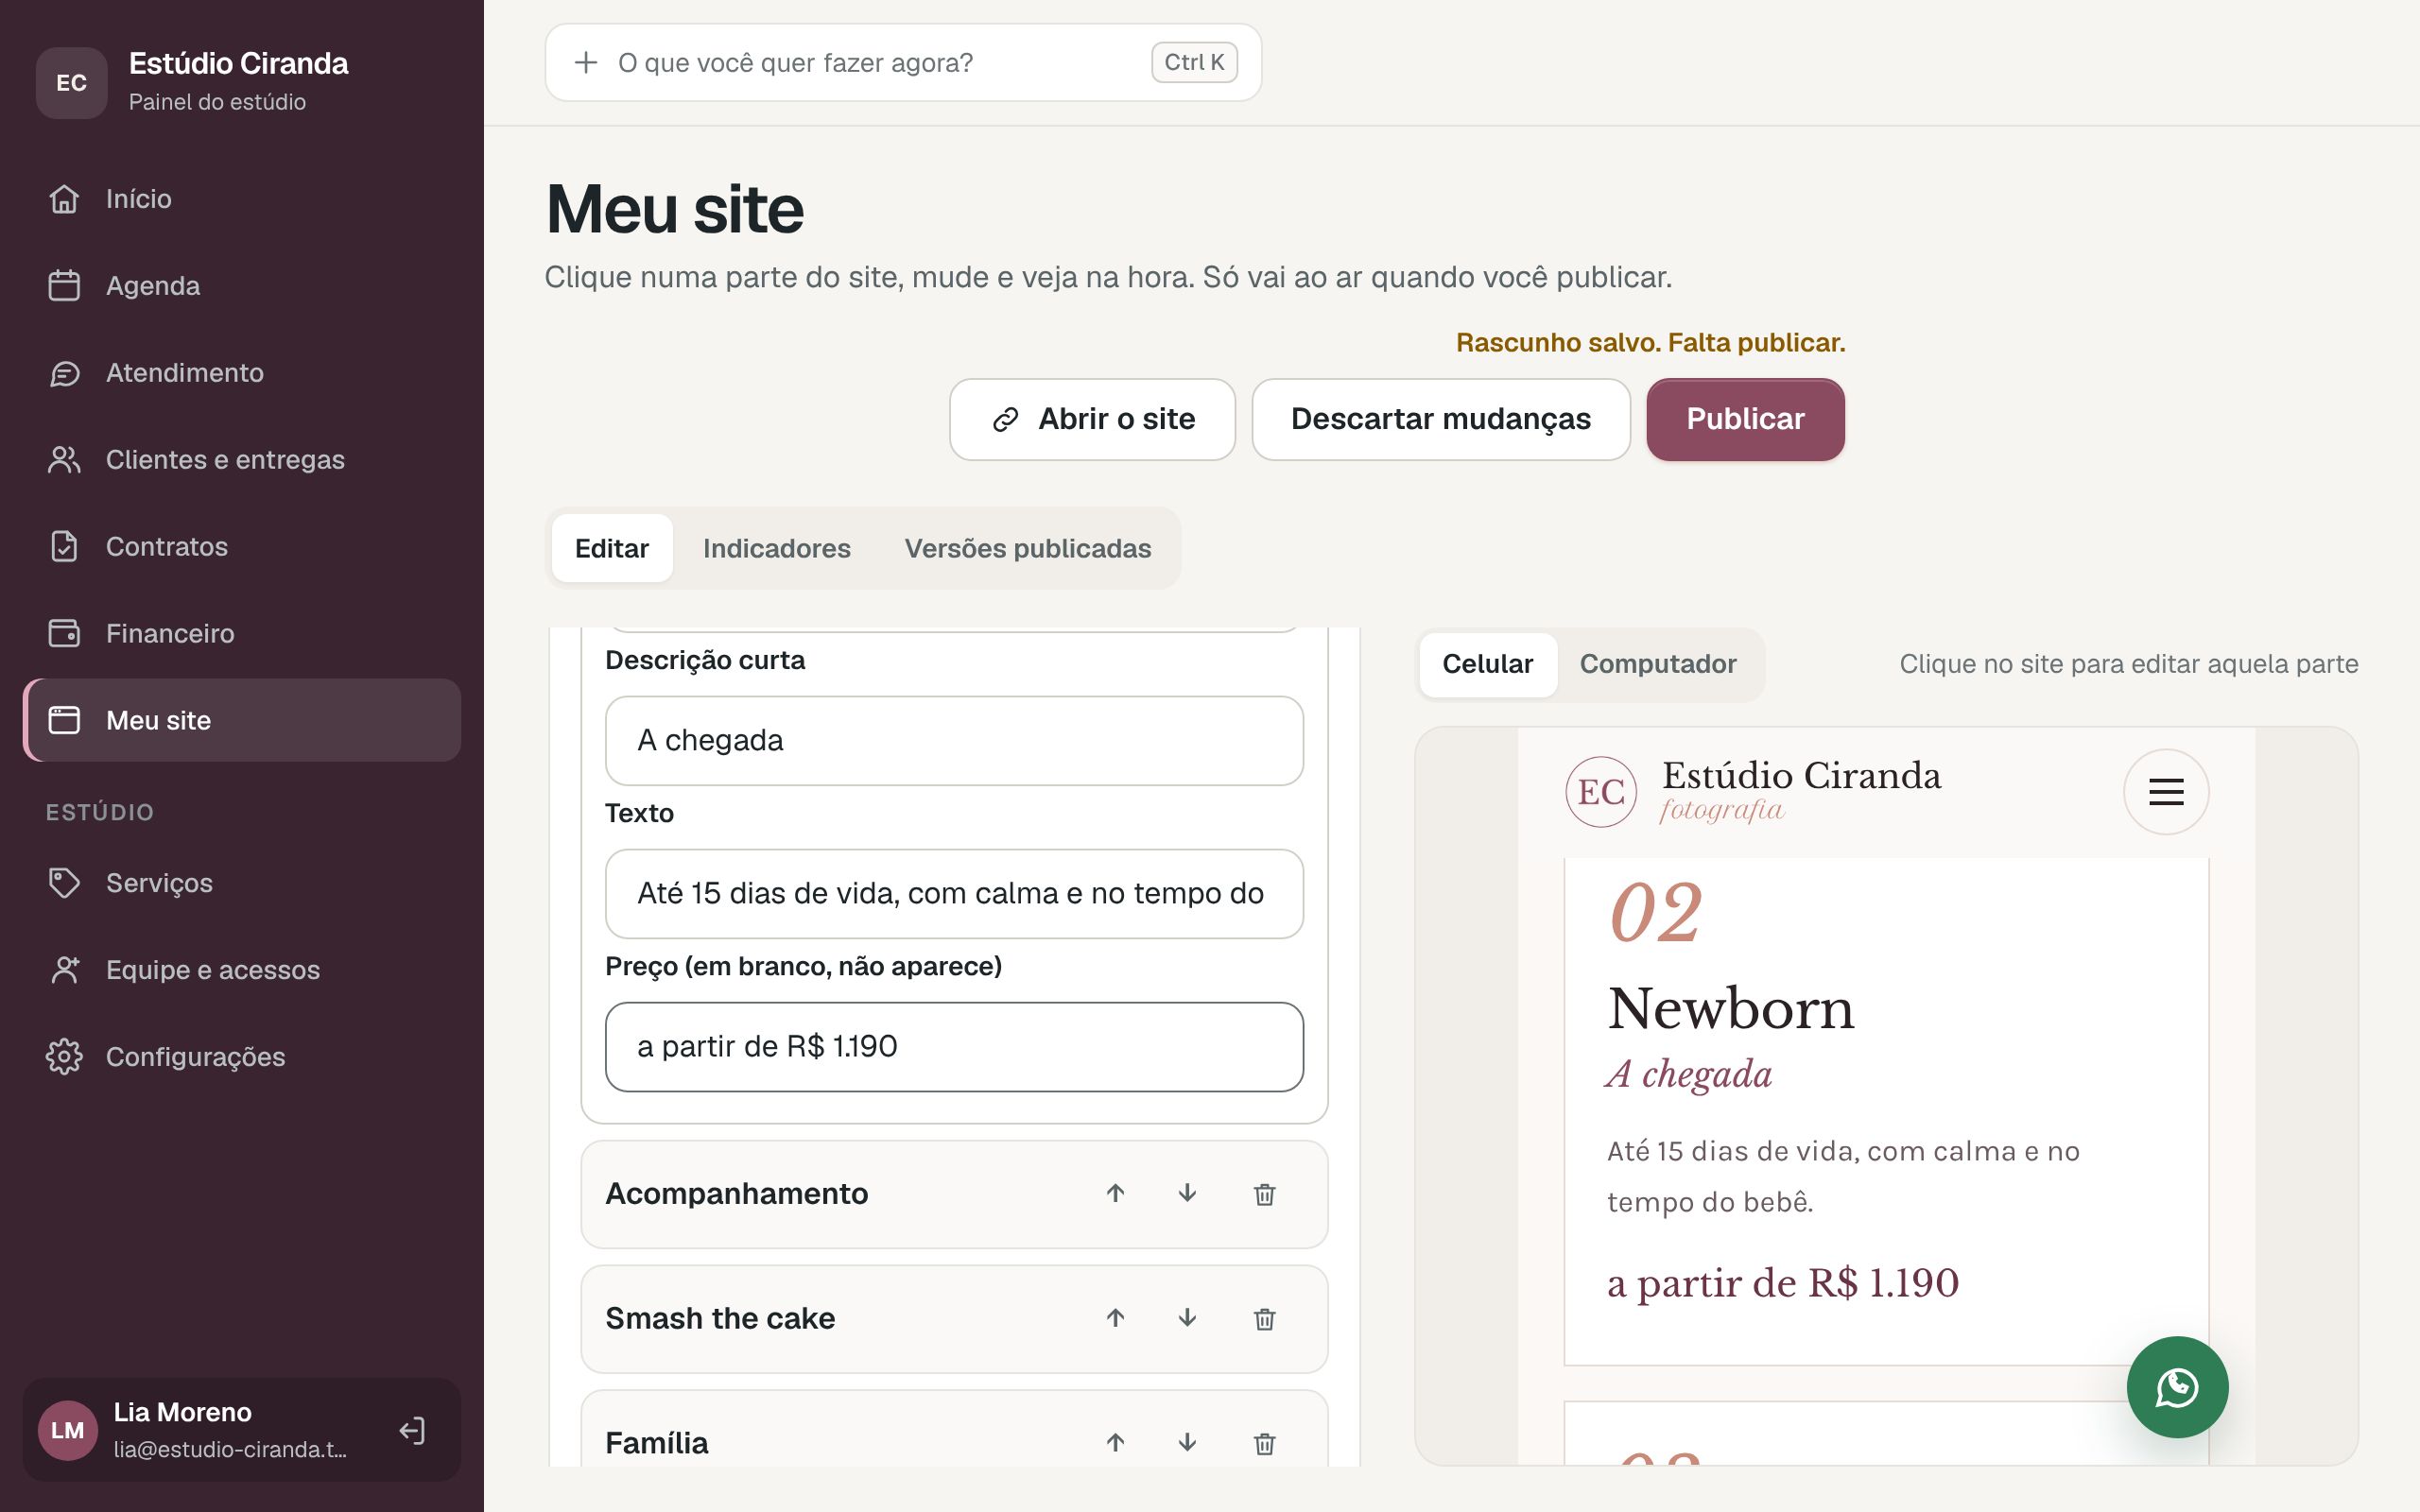 EC
Estúdio Ciranda
Painel do estúdio
Início
Agenda
Atendimento
Clientes e entregas
Contratos
Financeiro
Meu site
ESTÚDIO
Serviços
Equipe e acessos
Configurações
LM
Lia Moreno
lia@estudio-ciranda.t...
O que você quer fazer agora?
Ctrl K
Meu site
Clique numa parte do site, mude e veja na hora. Só vai ao ar quando você publicar.
Rascunho salvo. Falta publicar.
Abrir o site
Descartar mudanças
Publicar
Editar
Indicadores
Versões publicadas
Descrição curta
A chegada
Texto
Até 15 dias de vida, com calma e no tempo do
Preço (em branco, não aparece)
a partir de R$ 1.190
Acompanhamento
Smash the cake
Família
Celular
Computador
Clique no site para editar aquela parte
EC
Estúdio Ciranda
fotografia
02
Newborn
A chegada
Até 15 dias de vida, com calma e no
tempo do bebê.
a partir de R$ 1.190